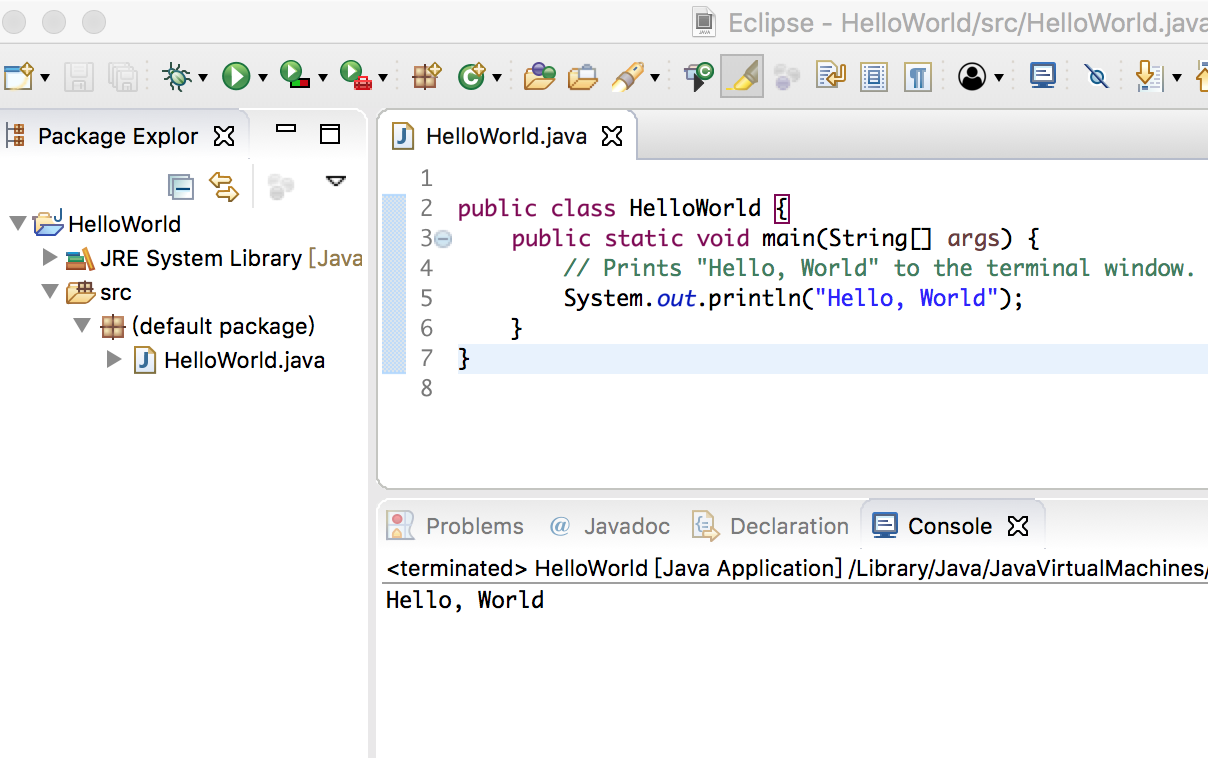 Eclipse - HelloWorld/src/HelloWorld.java
Package Explor
HelloWorld
JRE System Library [Java
src
(default package)
HelloWorld.java
HelloWorld.java
1
2 public class HelloWorld {
3 public static void main(String[] args) {
4 // Prints "Hello, World" to the terminal window.
5 System.out.println("Hello, World");
6 }
7 }
8
Problems @ Javadoc Declaration Console
<terminated> HelloWorld [Java Application] /Library/Java/JavaVirtualMachines/
Hello, World